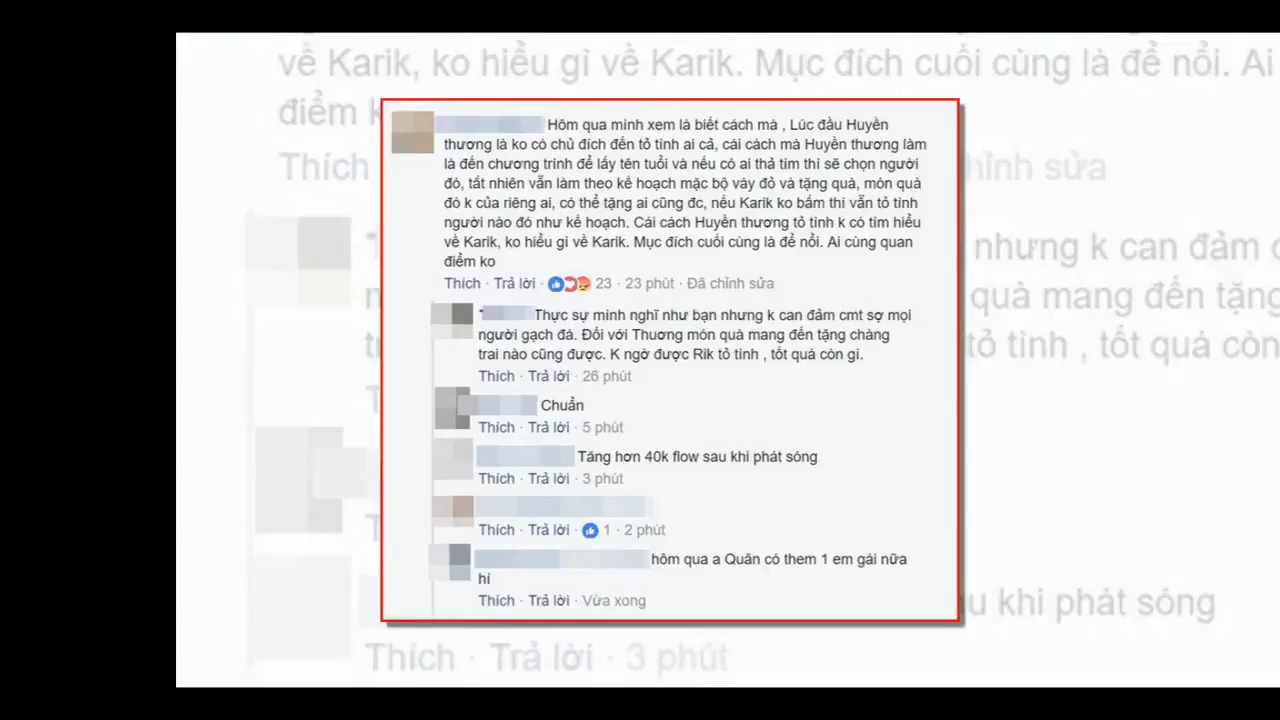 về Karik, ko hiểu gì về Karik. Mục đích cuối cùng là để nổi. Ai
điểm k
Thích
hỉnh sửa
Hôm qua mình xem là biết cách mà , Lúc đầu Huyền
thương là ko có chủ đích đến tỏ tình ai cả, cái cách mà Huyền thương làm
là đến chương trình để lấy tên tuổi và nếu có ai thả tim thì sẽ chọn người
đó, tất nhiên vẫn làm theo kế hoạch mặc bộ váy đỏ và tặng quà, món quà
đó k của riêng ai, có thể tặng ai cũng đc, nếu Karik ko bấm thì vẫn tỏ tình
người nào đó như kế hoạch. Cái cách Huyền thương tỏ tình k có tìm hiểu
về Karik, ko hiểu gì về Karik. Mục đích cuối cùng là để nổi. Ai cùng quan
điểm ko
Thích · Trả lời · 23 · 23 phút · Đã chỉnh sửa
Thực sự mình nghĩ như bạn nhưng k can đảm cmt sợ mọi
người gạch đá. Đối với Thuơng món quà mang đến tặng chàng
trai nào cũng được. K ngờ được Rik tỏ tình , tốt quá còn gì.
Thích · Trả lời · 26 phút
Chuẩn
Thích · Trả lời · 5 phút
Tăng hơn 40k flow sau khi phát sóng
Thích · Trả lời · 3 phút
Thích · Trả lời · 1 · 2 phút
hôm qua a Quân có them 1 em gái nữa
hí
Thích · Trả lời · Vừa xong
nhưng k can đảm c
quà mang đến tặng
tỏ tình , tốt quá còn
u khi phát sóng
Thích · Trả lời · 3 phút